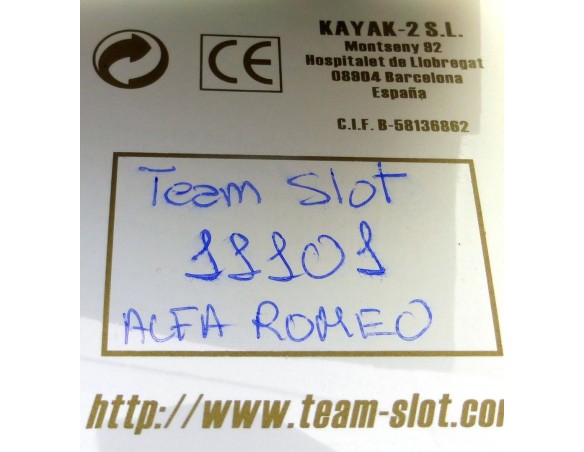 CE
KAYAK-2 S.L.
Montseny 92
Hospitalet de Llobregat
08904 Barcelona
España
C.I.F. B-58136862
Team Slot
11101
ALFA ROMEO
http://www.team-slot.co